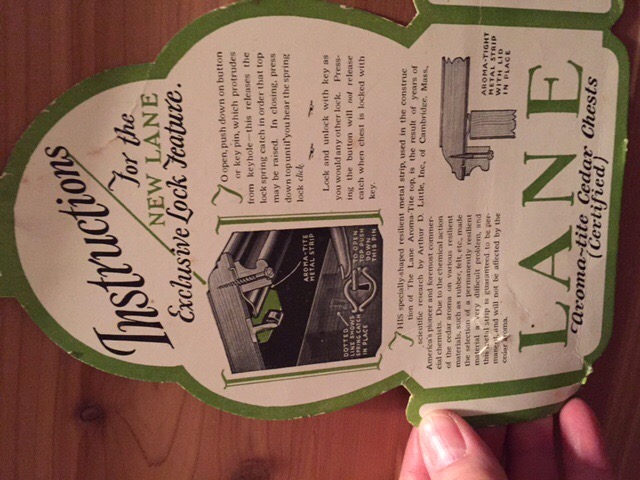 Instructions
For the
NEW LANE
Exclusive Lock Feature.
To open, push down on button
or key pin, which protrudes
from keyhole—this releases the
lock spring catch in order that top
may be raised. In closing, press
down top until you hear the spring
lock click.
Lock and unlock with key as
you would any other lock. Press-
ing the button will not release
catch when chest is locked with
key.
AROMA-TITE
METAL STRIP
TO OPEN
TOP PUSH
DOWN
THIS PIN
DOTTED
LINE SHOWS
SPRING CATCH
IN PLACE
THIS specially-shaped resilient metal strip, used in the construc
tion of The Lane Aroma-Tite top, is the result of years of
scientific research by Arthur D. Little, Inc., of Cambridge, Mass.,
America's pioneer and foremost commer-
cial chemists. Due to the chemical action
of the cedar aroma on various resilient
materials, such as rubber, felt, etc., made
the selection of a permanently resilient
material a very difficult problem, and
this metal strip is guaranteed to be per-
manent, and will not be affected by the
cedar aroma.
AROMA-TIGHT
METAL STRIP
WITH LID
IN PLACE
LANE
Aroma-tite Cedar Chests
(Certified)